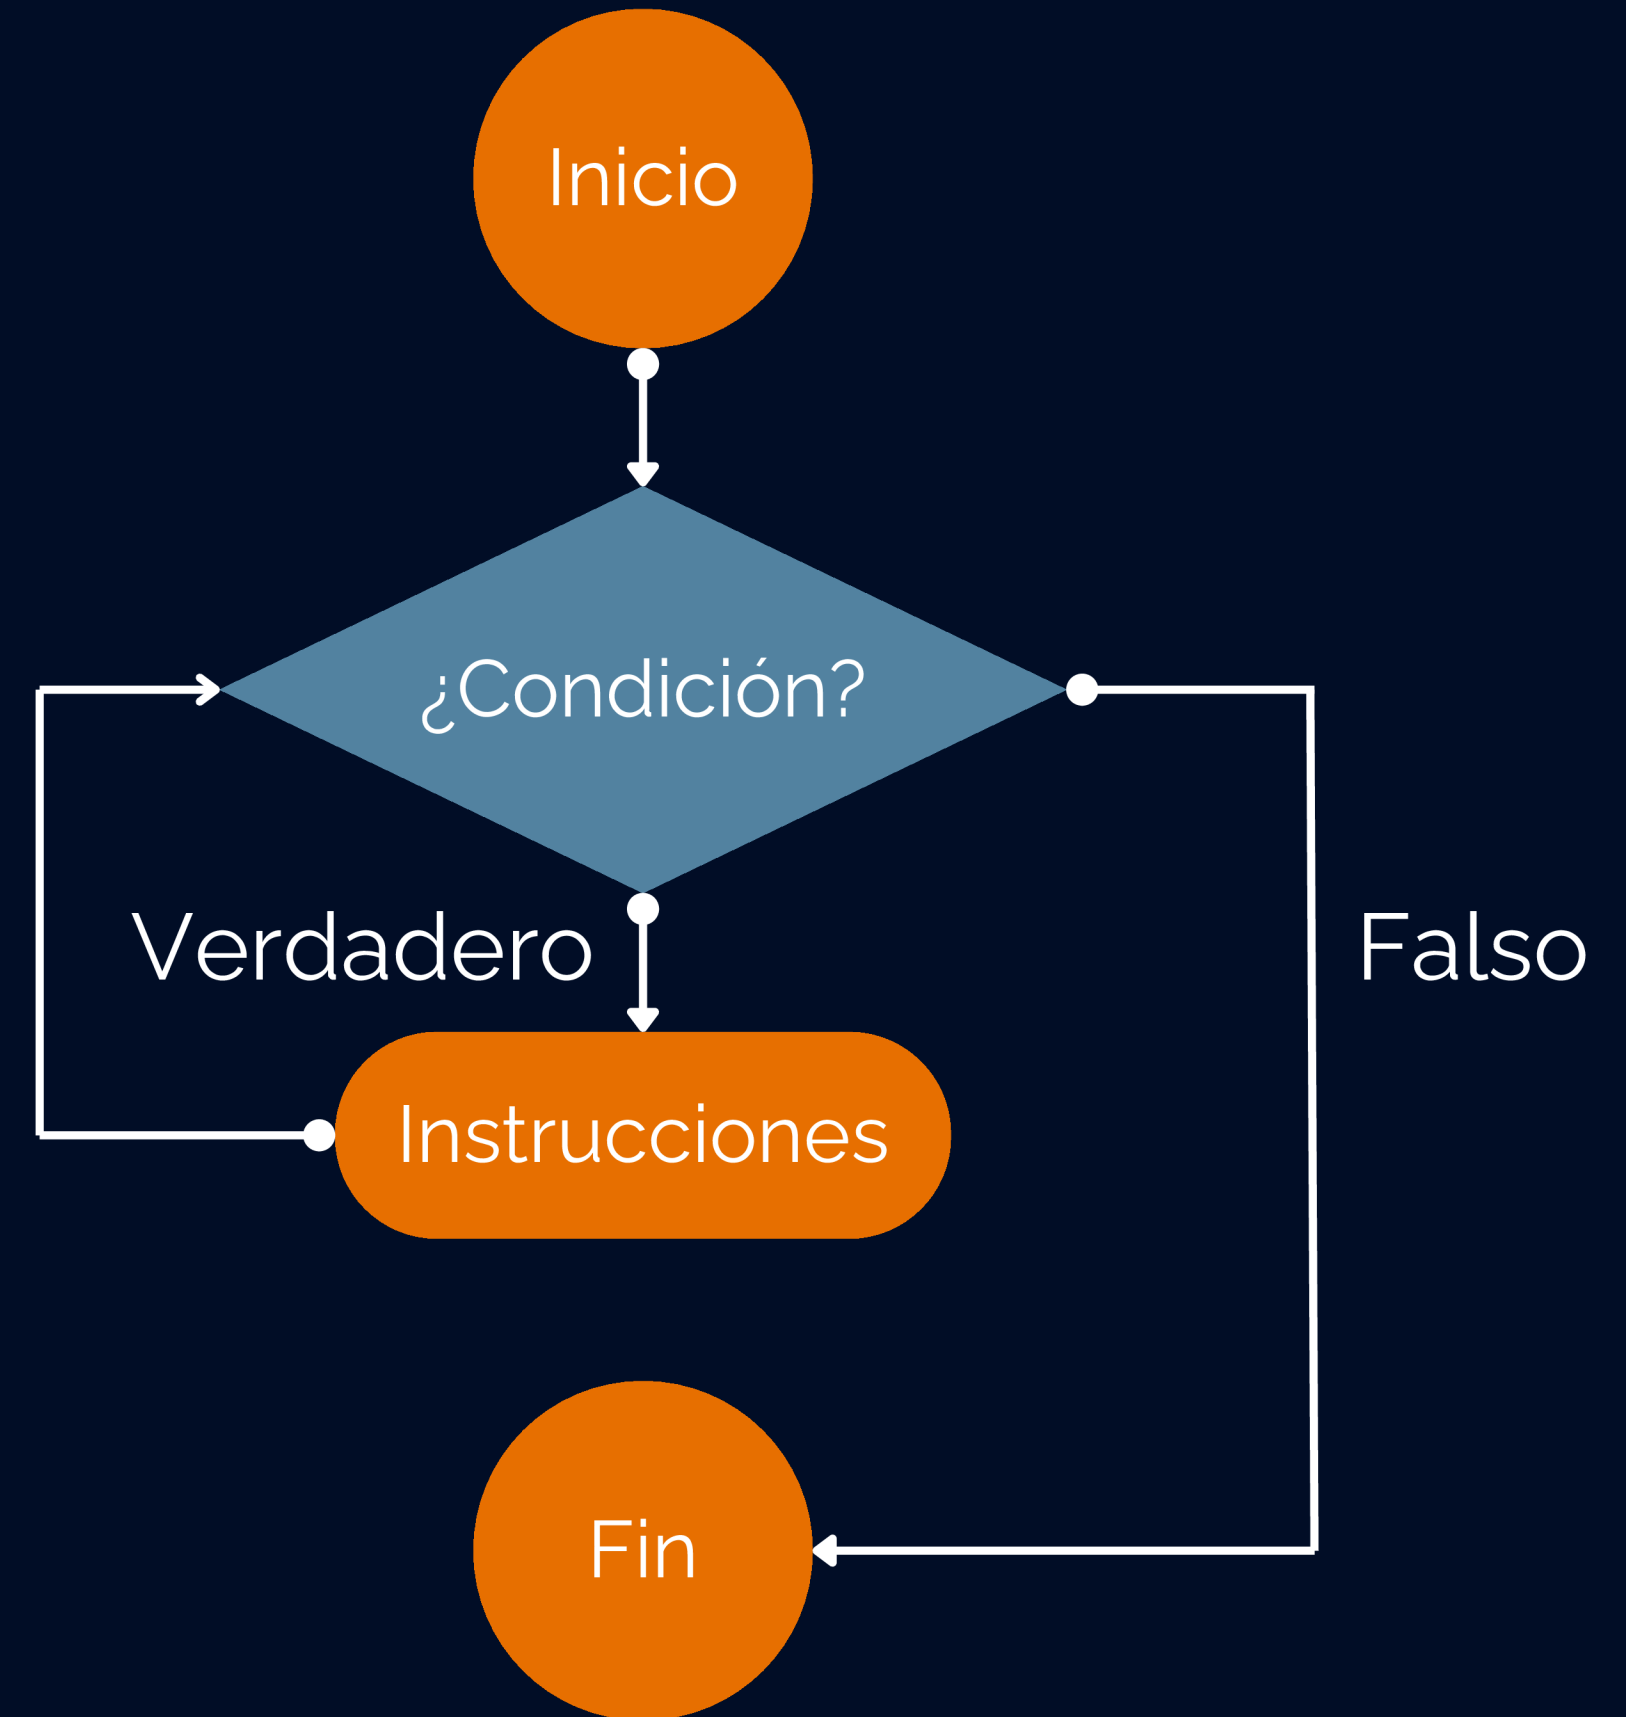 Inicio
¿Condición?
Verdadero
Falso
Instrucciones
Fin